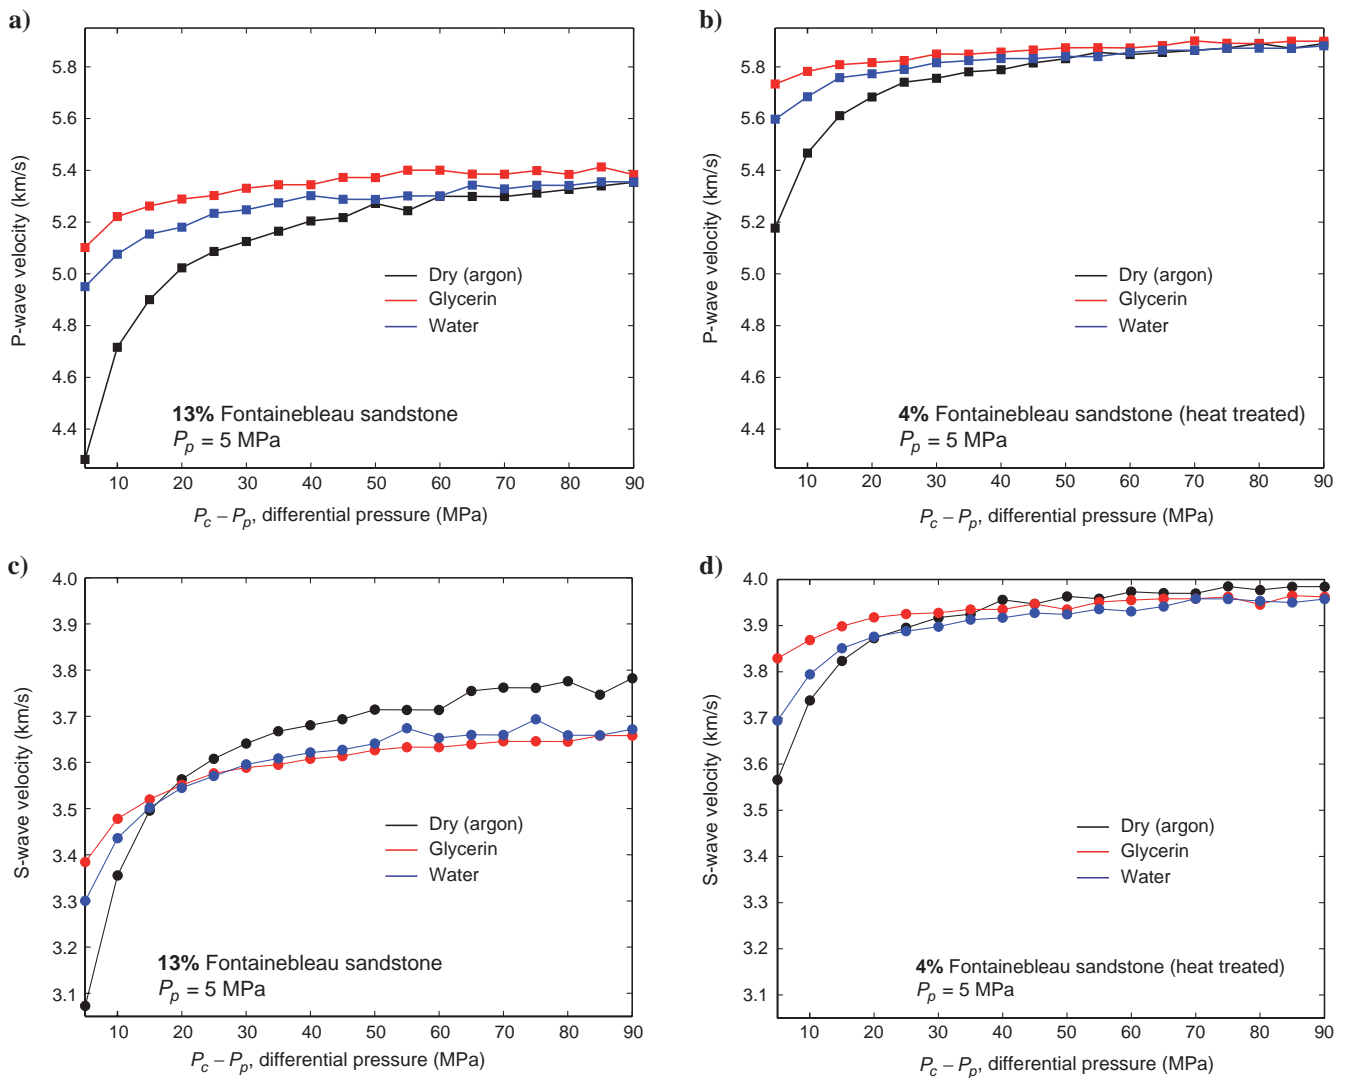 a)
5.8
5.6
5.4
5.2
5.0
4.8
4.6
4.4
P-wave velocity (km/s)
Dry (argon)
Glycerin
Water
13% Fontainebleau sandstone
Pp = 5 MPa
10 20 30 40 50 60 70 80 90
Pc – Pp, differential pressure (MPa)
b)
5.8
5.6
5.4
5.2
5.0
4.8
4.6
4.4
P-wave velocity (km/s)
Dry (argon)
Glycerin
Water
4% Fontainebleau sandstone (heat treated)
Pp = 5 MPa
10 20 30 40 50 60 70 80 90
Pc – Pp, differential pressure (MPa)
c)
4.0
3.9
3.8
3.7
3.6
3.5
3.4
3.3
3.2
3.1
S-wave velocity (km/s)
Dry (argon)
Glycerin
Water
13% Fontainebleau sandstone
Pp = 5 MPa
10 20 30 40 50 60 70 80 90
Pc – Pp, differential pressure (MPa)
d)
4.0
3.9
3.8
3.7
3.6
3.5
3.4
3.3
3.2
3.1
S-wave velocity (km/s)
Dry (argon)
Glycerin
Water
4% Fontainebleau sandstone (heat treated)
Pp = 5 MPa
10 20 30 40 50 60 70 80 90
Pc – Pp, differential pressure (MPa)